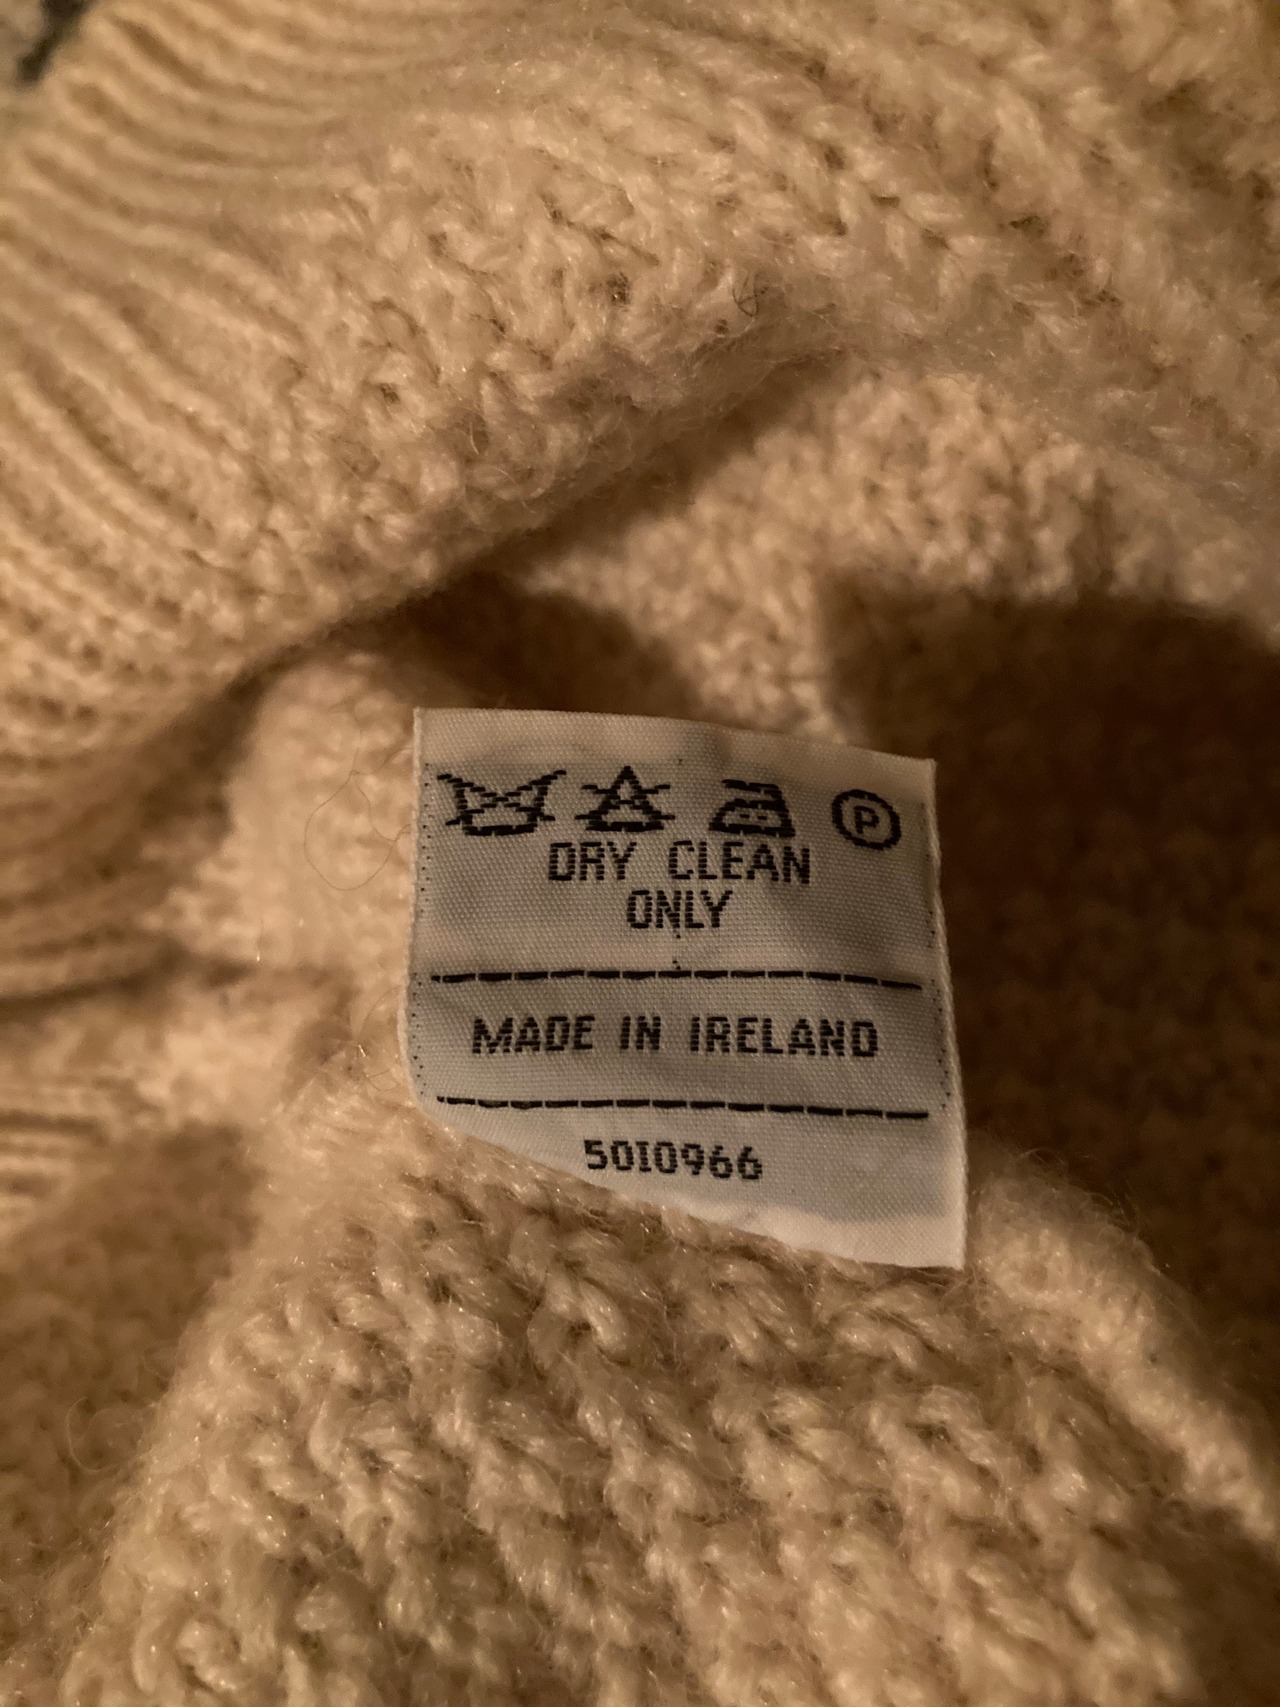 P
DRY CLEAN
ONLY
MADE IN IRELAND
5010966